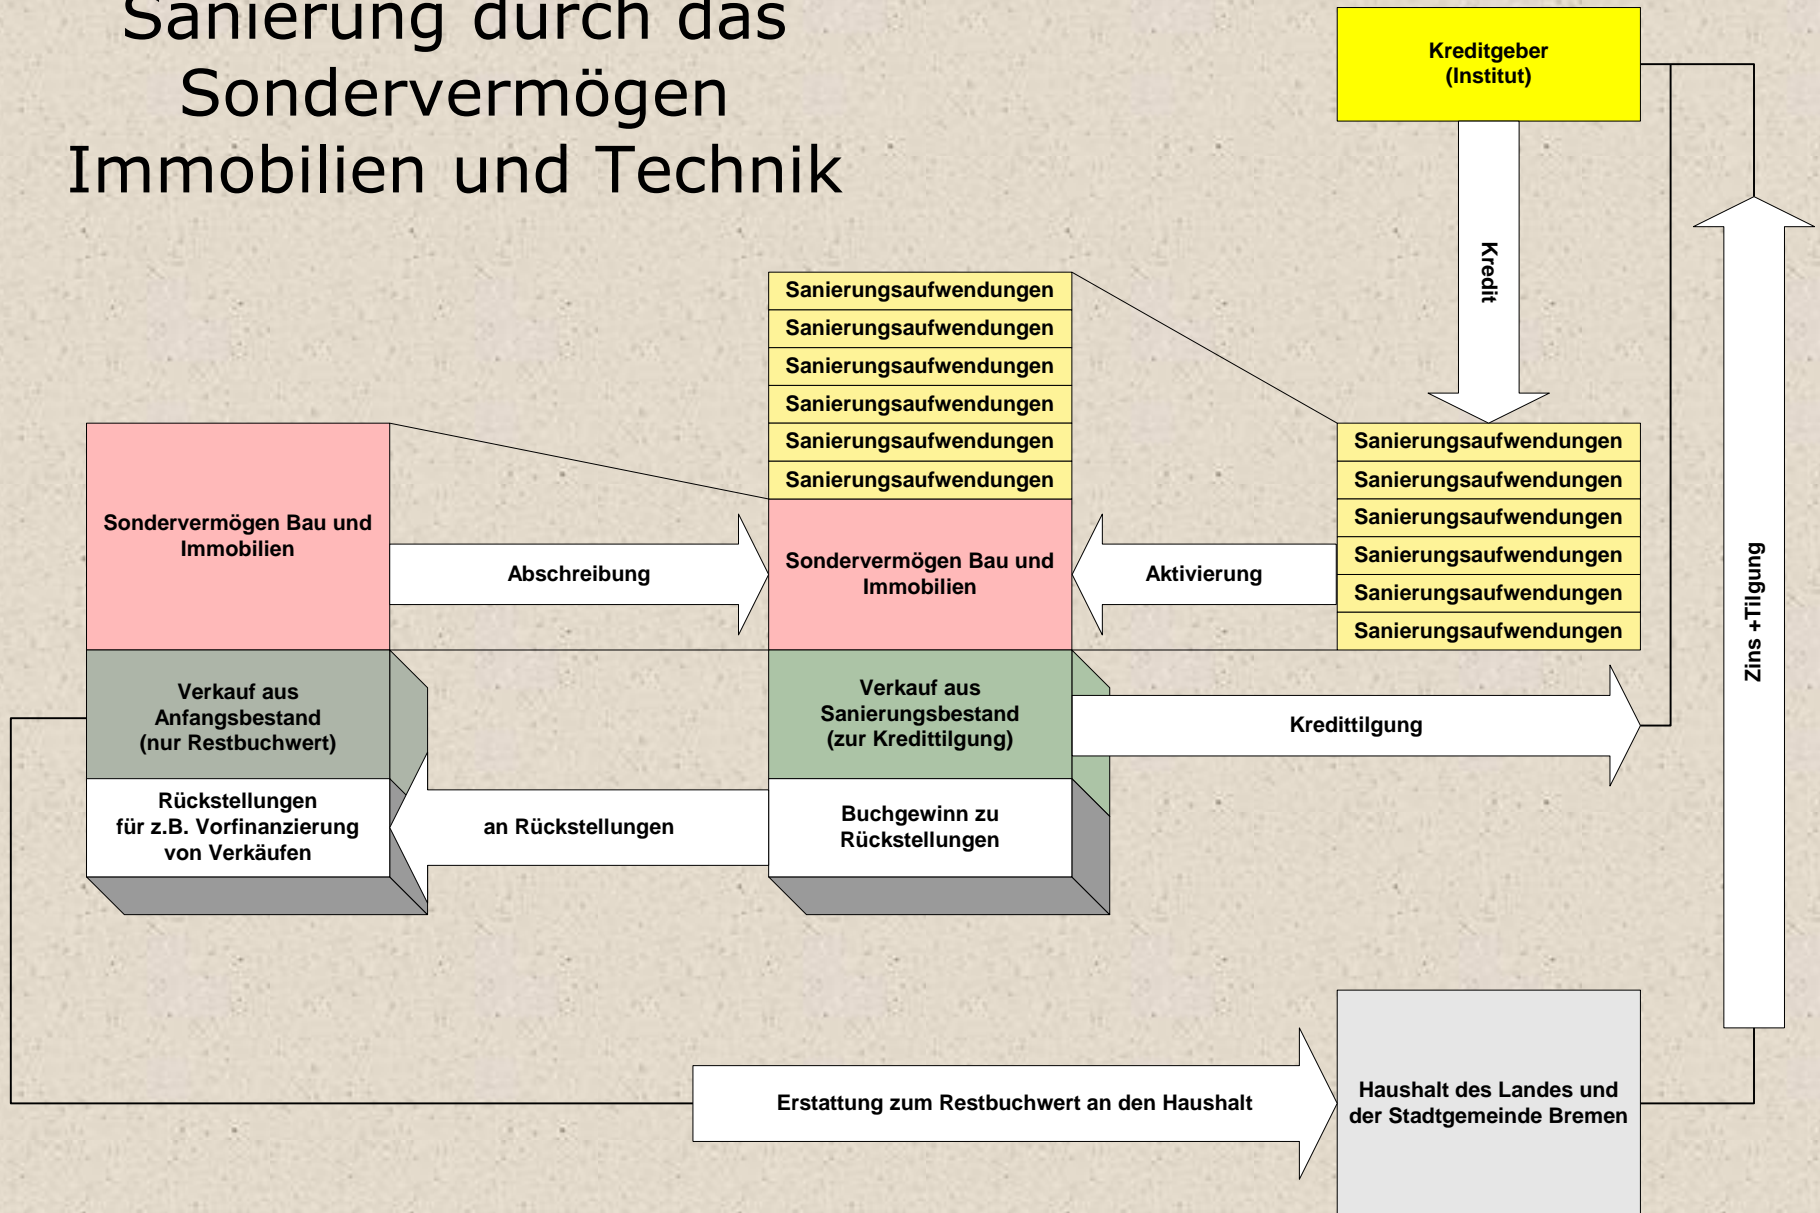 Sanierung durch das
Sondervermögen
Immobilien und Technik
Kreditgeber
(Institut)
Kredit
Zins +Tilgung
Sanierungsaufwendungen
Sanierungsaufwendungen
Sanierungsaufwendungen
Sanierungsaufwendungen
Sanierungsaufwendungen
Sanierungsaufwendungen
Sanierungsaufwendungen
Sanierungsaufwendungen
Sanierungsaufwendungen
Sanierungsaufwendungen
Sanierungsaufwendungen
Sanierungsaufwendungen
Sondervermögen Bau und
Immobilien
Abschreibung
Sondervermögen Bau und
Immobilien
Aktivierung
Verkauf aus
Anfangsbestand
(nur Restbuchwert)
Verkauf aus
Sanierungsbestand
(zur Kredittilgung)
Kredittilgung
Rückstellungen
für z.B. Vorfinanzierung
von Verkäufen
an Rückstellungen
Buchgewinn zu
Rückstellungen
Erstattung zum Restbuchwert an den Haushalt
Haushalt des Landes und
der Stadtgemeinde Bremen